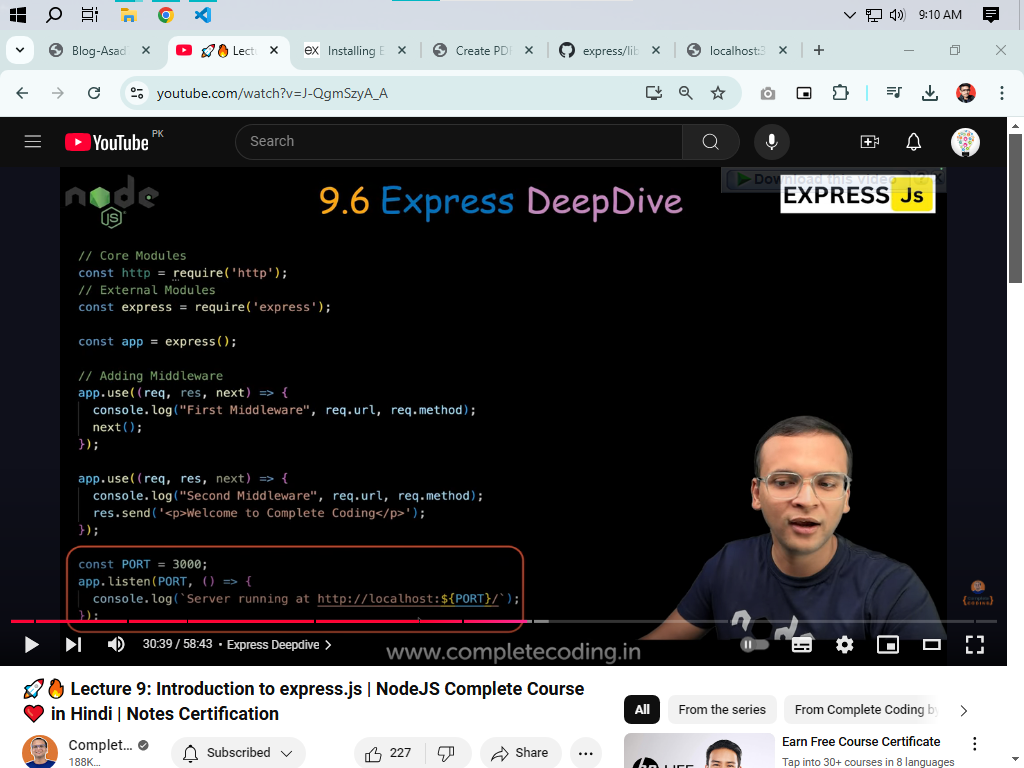 9:10 AM
Blog-Asad
🚀🔥 Lectu
ex Installing E
Create PDF
express/lib
localhost:3
youtube.com/watch?v=J-QgmSzyA_A
YouTube PK
Search
Download this video
node
JS
9.6 Express DeepDive
EXPRESS Js
// Core Modules
const http = require('http');
// External Modules
const express = require('express');
const app = express();
// Adding Middleware
app.use((req, res, next) => {
console.log("First Middleware", req.url, req.method);
next();
});
app.use((req, res, next) => {
console.log("Second Middleware", req.url, req.method);
res.send('<p>Welcome to Complete Coding</p>');
});
const PORT = 3000;
app.listen(PORT, () => {
console.log(`Server running at http://localhost:${PORT}/`);
});
30:39 / 58:43 • Express Deepdive
www.completecoding.in
🚀🔥 Lecture 9: Introduction to express.js | NodeJS Complete Course
❤️ in Hindi | Notes Certification
Complet...
188K...
Subscribed
227
Share
All
From the series
From Complete Coding by
Earn Free Course Certificate
Tap into 30+ courses in 8 languages
hp LIFE